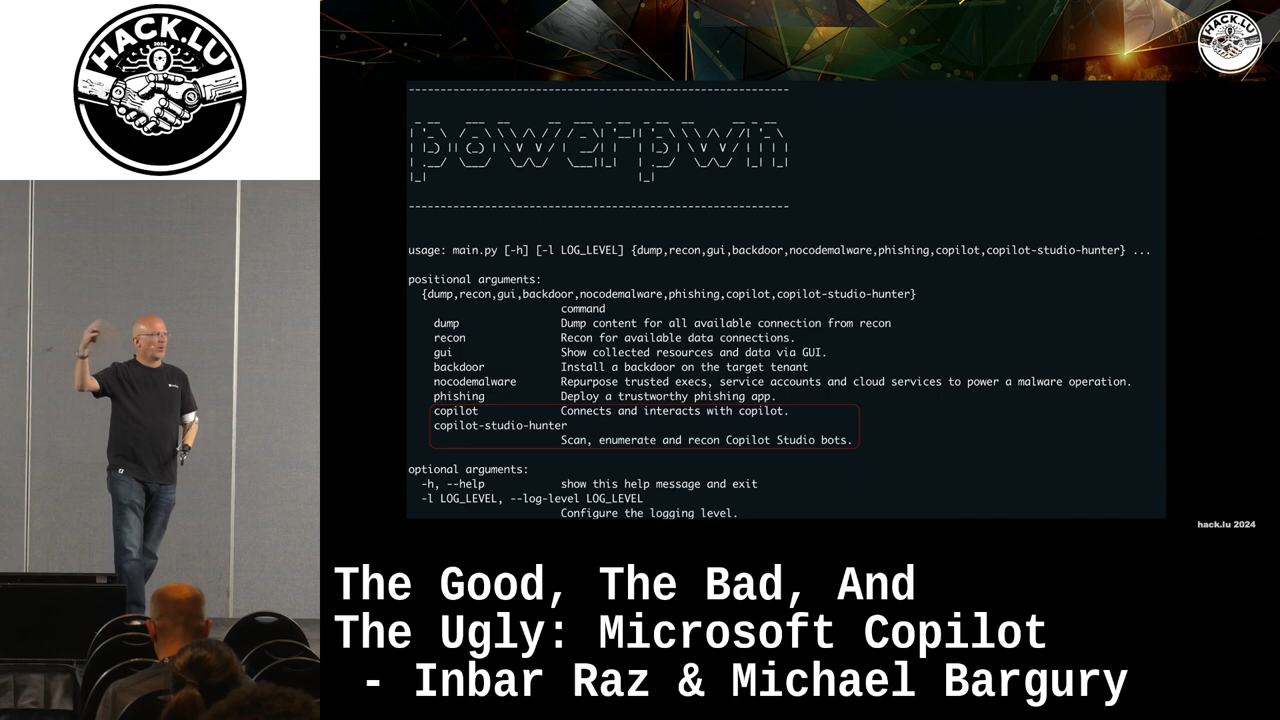 HACK.LU
2024
powerpwn
usage: main.py [-h] [-l LOG_LEVEL] {dump,recon,gui,backdoor,nocodemalware,phishing,copilot,copilot-studio-hunter} ...
positional arguments:
{dump,recon,gui,backdoor,nocodemalware,phishing,copilot,copilot-studio-hunter}
command
dump Dump content for all available connection from recon
recon Recon for available data connections.
gui Show collected resources and data via GUI.
backdoor Install a backdoor on the target tenant
nocodemalware Repurpose trusted execs, service accounts and cloud services to power a malware operation.
phishing Deploy a trustworthy phishing app.
copilot Connects and interacts with copilot.
copilot-studio-hunter
Scan, enumerate and recon Copilot Studio bots.
optional arguments:
-h, --help show this help message and exit
-l LOG_LEVEL, --log-level LOG_LEVEL
Configure the logging level.
hack.lu 2024
The Good, The Bad, And
The Ugly: Microsoft Copilot
- Inbar Raz & Michael Bargury